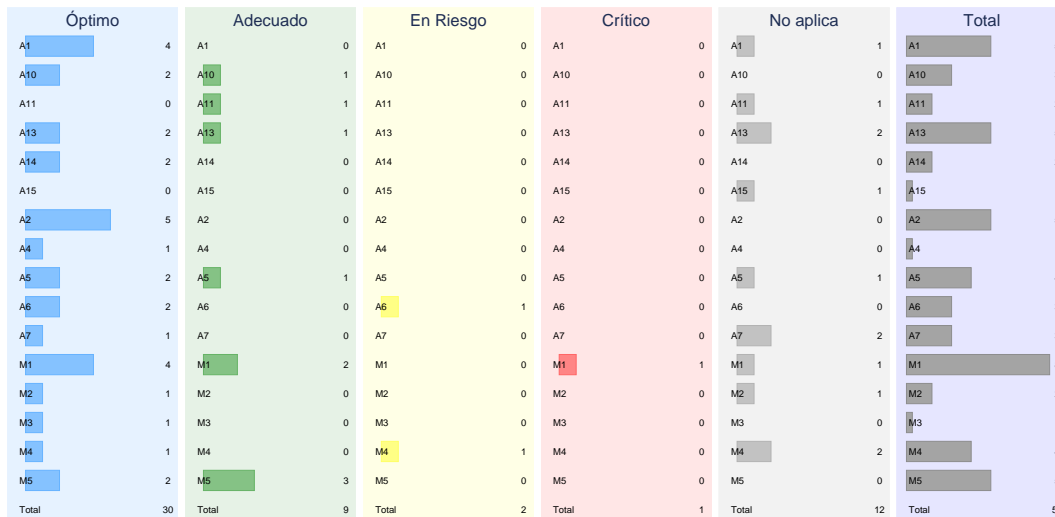 Óptimo Adecuado En Riesgo Crítico No aplica Total
A1 4 A1 0 A1 0 A1 0 A1 1 A1
A10 2 A10 1 A10 0 A10 0 A10 0 A10
A11 0 A11 1 A11 0 A11 0 A11 1 A11
A13 2 A13 1 A13 0 A13 0 A13 2 A13
A14 2 A14 0 A14 0 A14 0 A14 0 A14
A15 0 A15 0 A15 0 A15 0 A15 1 A15
A2 5 A2 0 A2 0 A2 0 A2 0 A2
A4 1 A4 0 A4 0 A4 0 A4 0 A4
A5 2 A5 1 A5 0 A5 0 A5 1 A5
A6 2 A6 0 A6 1 A6 0 A6 0 A6
A7 1 A7 0 A7 0 A7 0 A7 2 A7
M1 4 M1 2 M1 0 M1 1 M1 1 M1
M2 1 M2 0 M2 0 M2 0 M2 1 M2
M3 1 M3 0 M3 0 M3 0 M3 0 M3
M4 1 M4 0 M4 1 M4 0 M4 2 M4
M5 2 M5 3 M5 0 M5 0 M5 0 M5
Total 30 Total 9 Total 2 Total 1 Total 12 Total